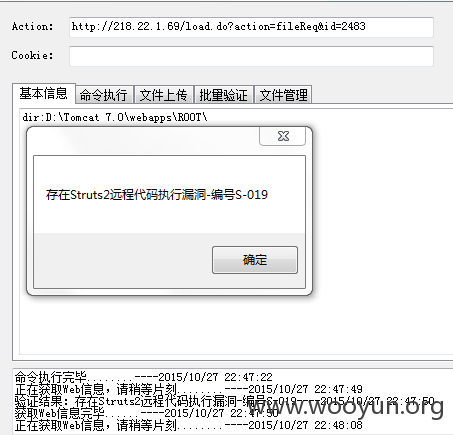 Action: http://218.22.1.69/load.do?action=fileReq&id=2483
Cookie:
基本信息 命令执行 文件上传 批量验证 文件管理
dir:D:\Tomcat 7.0\webapps\ROOT\
存在Struts2远程代码执行漏洞-编号S-019
确定
命令执行完毕........----2015/10/27 22:47:22
正在获取Web信息，请稍等片刻........----2015/10/27 22:47:49
验证结果：存在Struts2远程代码执行漏洞-编号S-019----2015/10/27 22:47:50
获取Web信息完毕........----2015/10/27 22:47:50
正在获取Web信息，请稍等片刻........----2015/10/27 22:48:08
www.wooyun.org